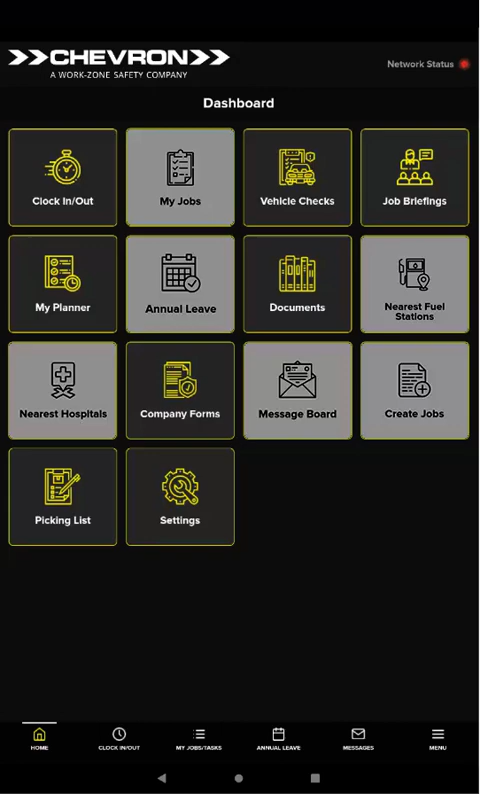 CHEVRON
A WORK-ZONE SAFETY COMPANY
Network Status
Dashboard
Clock In/Out
My Jobs
Vehicle Checks
Job Briefings
My Planner
Annual Leave
Documents
Nearest Fuel
Stations
Nearest Hospitals
Company Forms
Message Board
Create Jobs
Picking List
Settings
HOME
CLOCK IN/OUT
MY JOBS/TASKS
ANNUAL LEAVE
MESSAGES
MENU